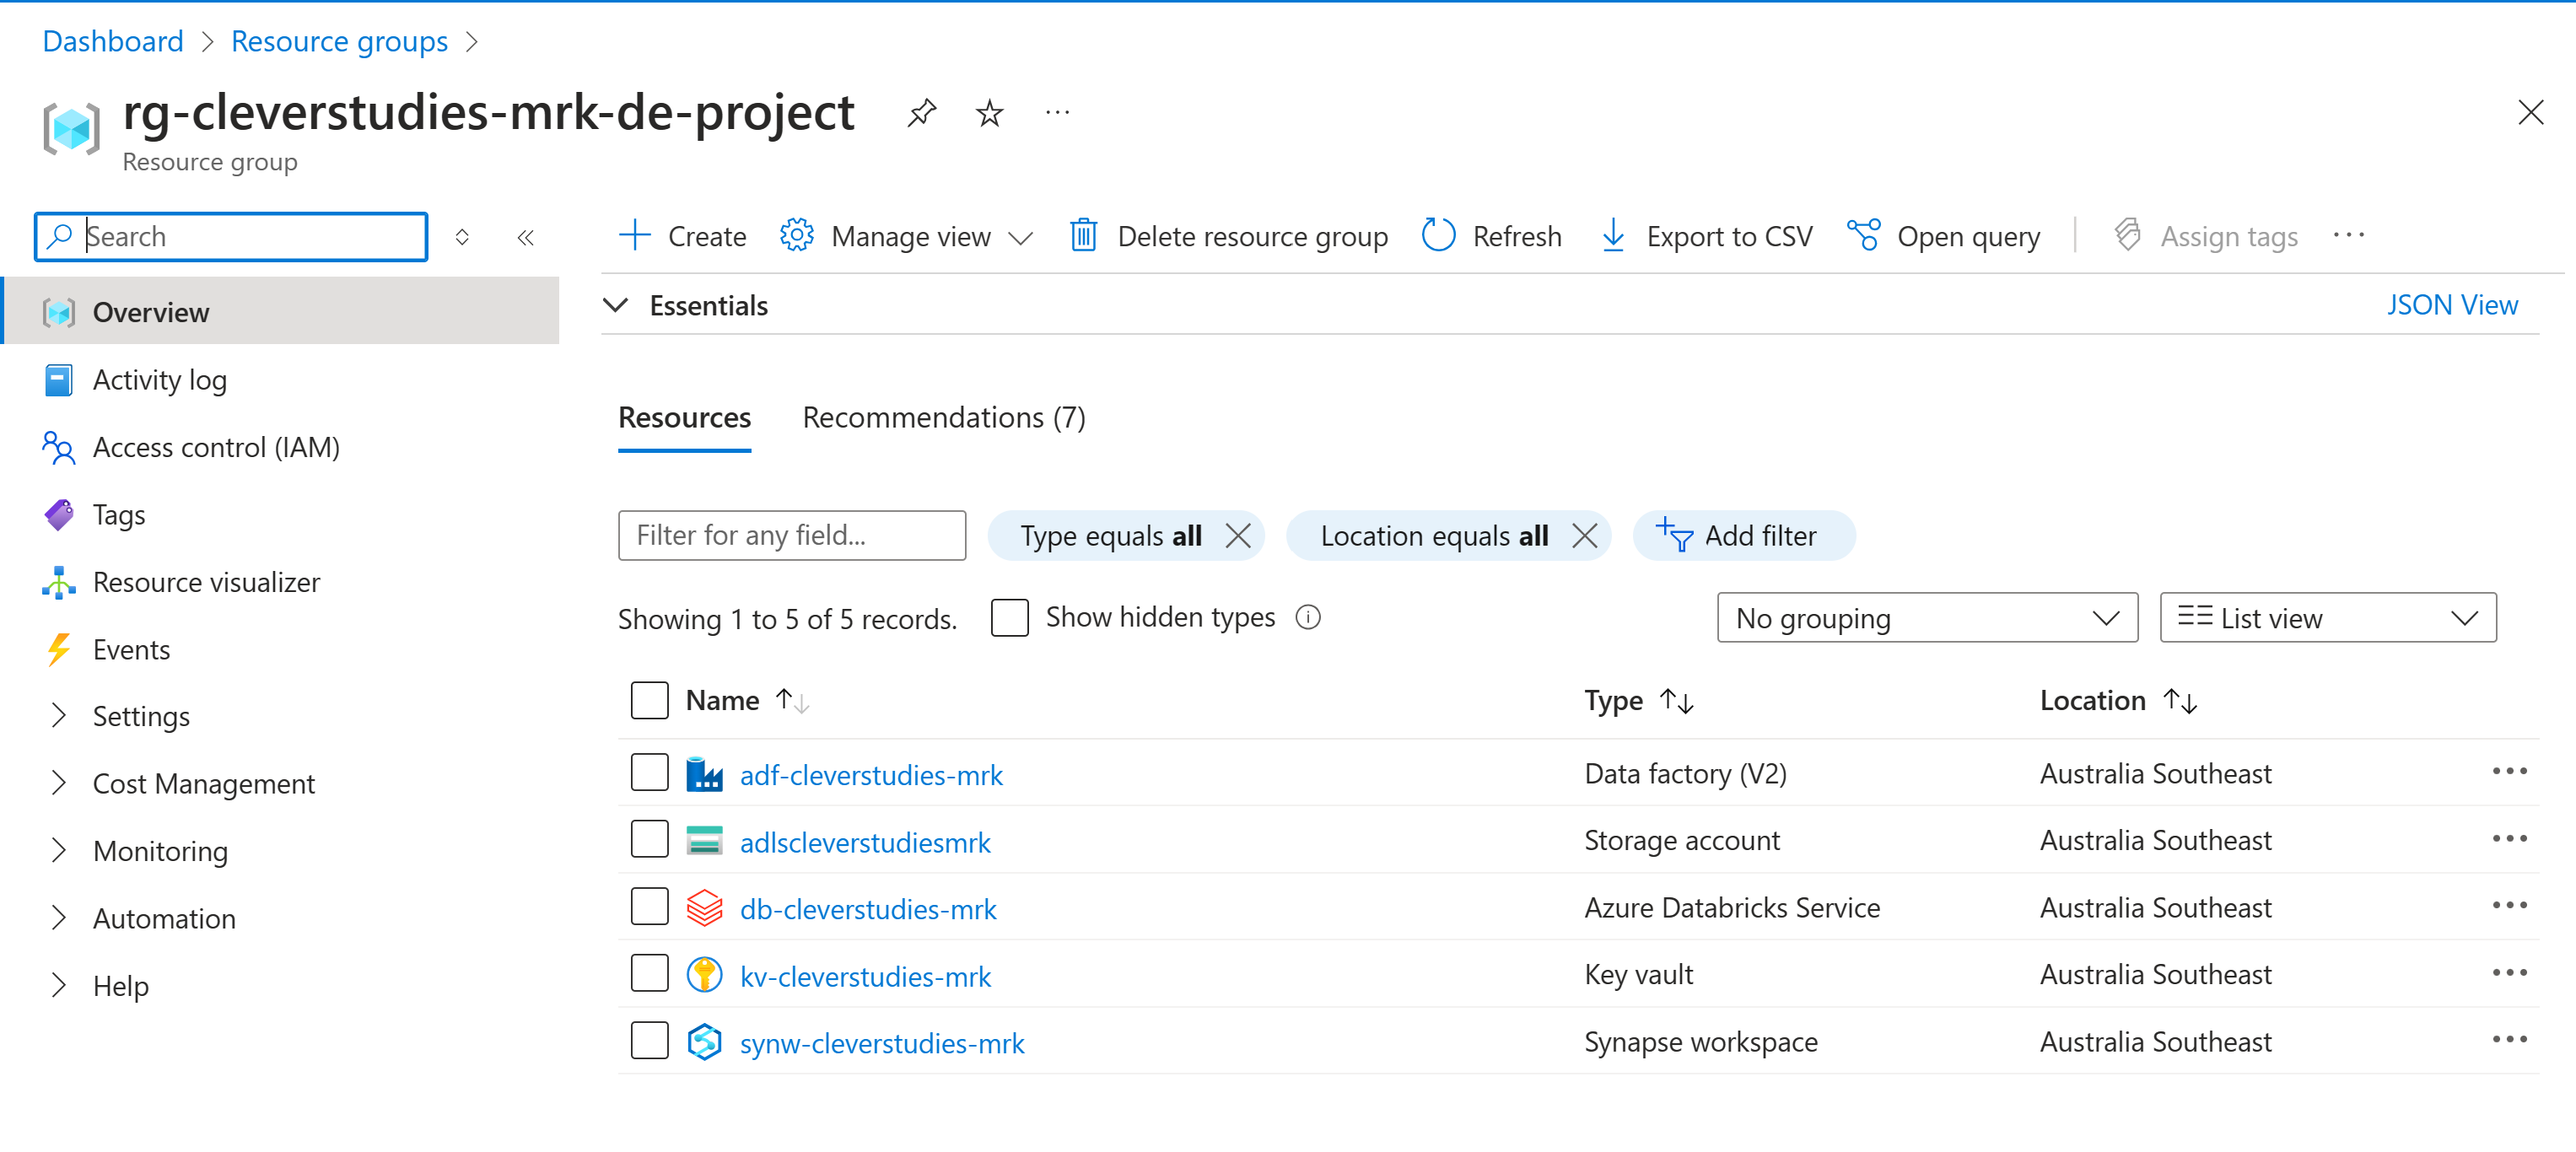 Dashboard > Resource groups >
rg-cleverstudies-mrk-de-project
Resource group
Search
Create Manage view Delete resource group Refresh Export to CSV Open query Assign tags
Overview
Activity log
Access control (IAM)
Tags
Resource visualizer
Events
Settings
Cost Management
Monitoring
Automation
Help
Essentials JSON View
Resources Recommendations (7)
Filter for any field... Type equals all Location equals all Add filter
Showing 1 to 5 of 5 records. Show hidden types No grouping List view
Name Type Location
adf-cleverstudies-mrk Data factory (V2) Australia Southeast
adlscleverstudiesmrk Storage account Australia Southeast
db-cleverstudies-mrk Azure Databricks Service Australia Southeast
kv-cleverstudies-mrk Key vault Australia Southeast
synw-cleverstudies-mrk Synapse workspace Australia Southeast